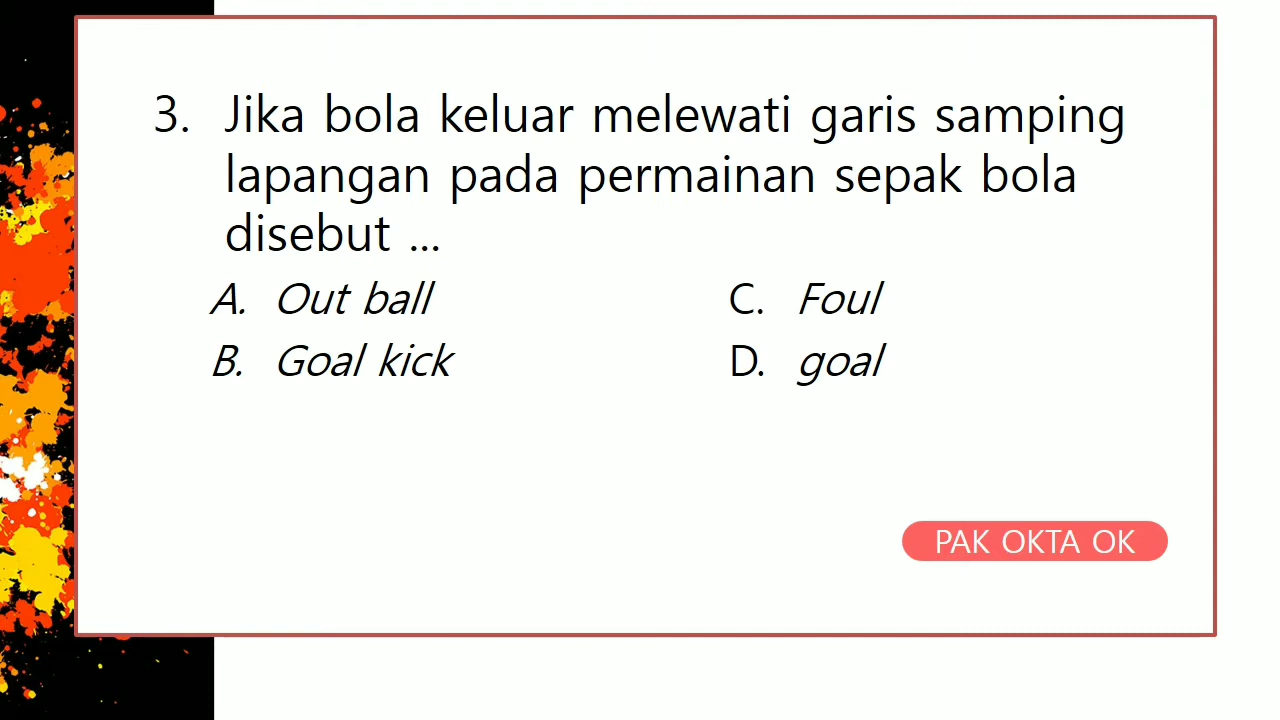 3. Jika bola keluar melewati garis samping
lapangan pada permainan sepak bola
disebut ...
A. Out ball
C. Foul
B. Goal kick
D. goal
PAK OKTA OK